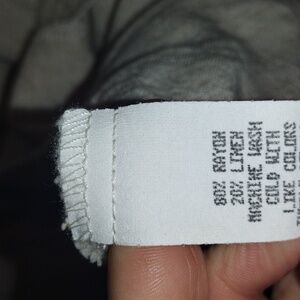 80% RAYON
20% LINEN
MACHINE WASH
COLD WITH
LIKE COLORS